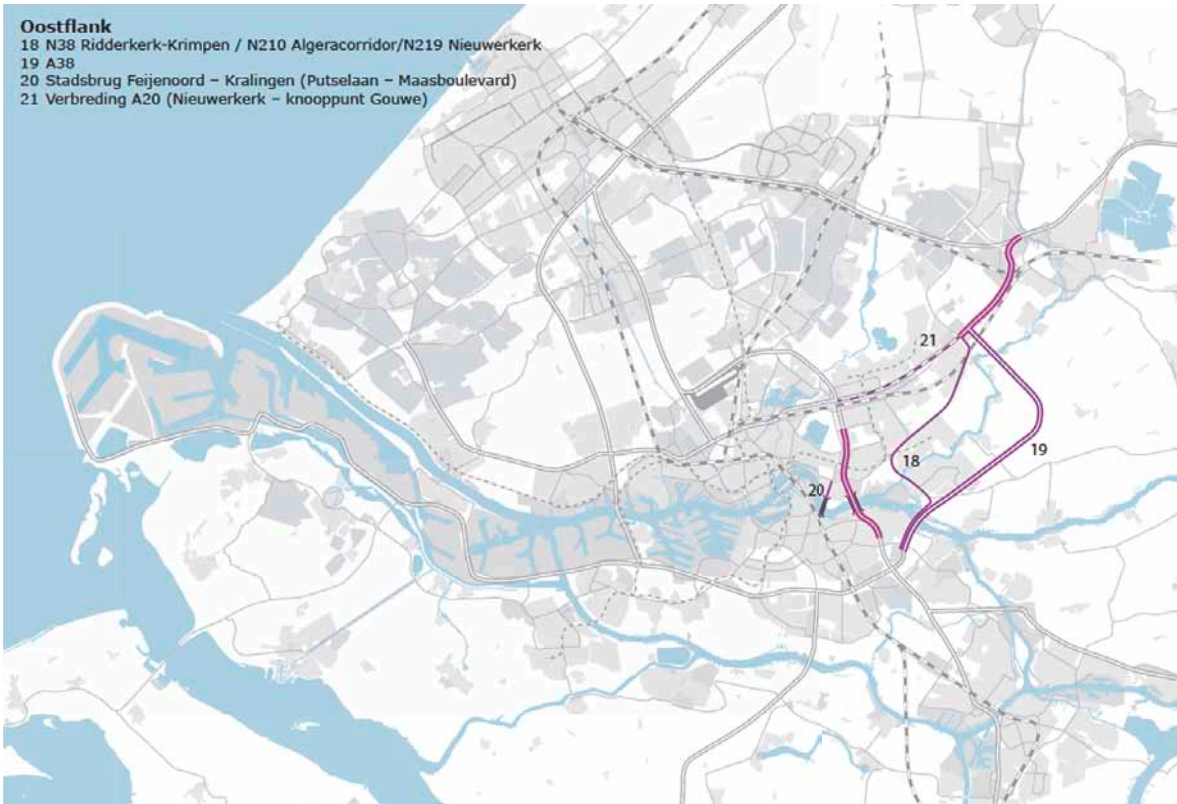 Oostflank
18 N38 Ridderkerk-Krimpen / N210 Algeracorridor/N219 Nieuwerkerk
19 A38
20 Stadsbrug Feijenoord – Kralingen (Putselaan – Maasboulevard)
21 Verbreding A20 (Nieuwerkerk – knooppunt Gouwe)
21
19
18
20